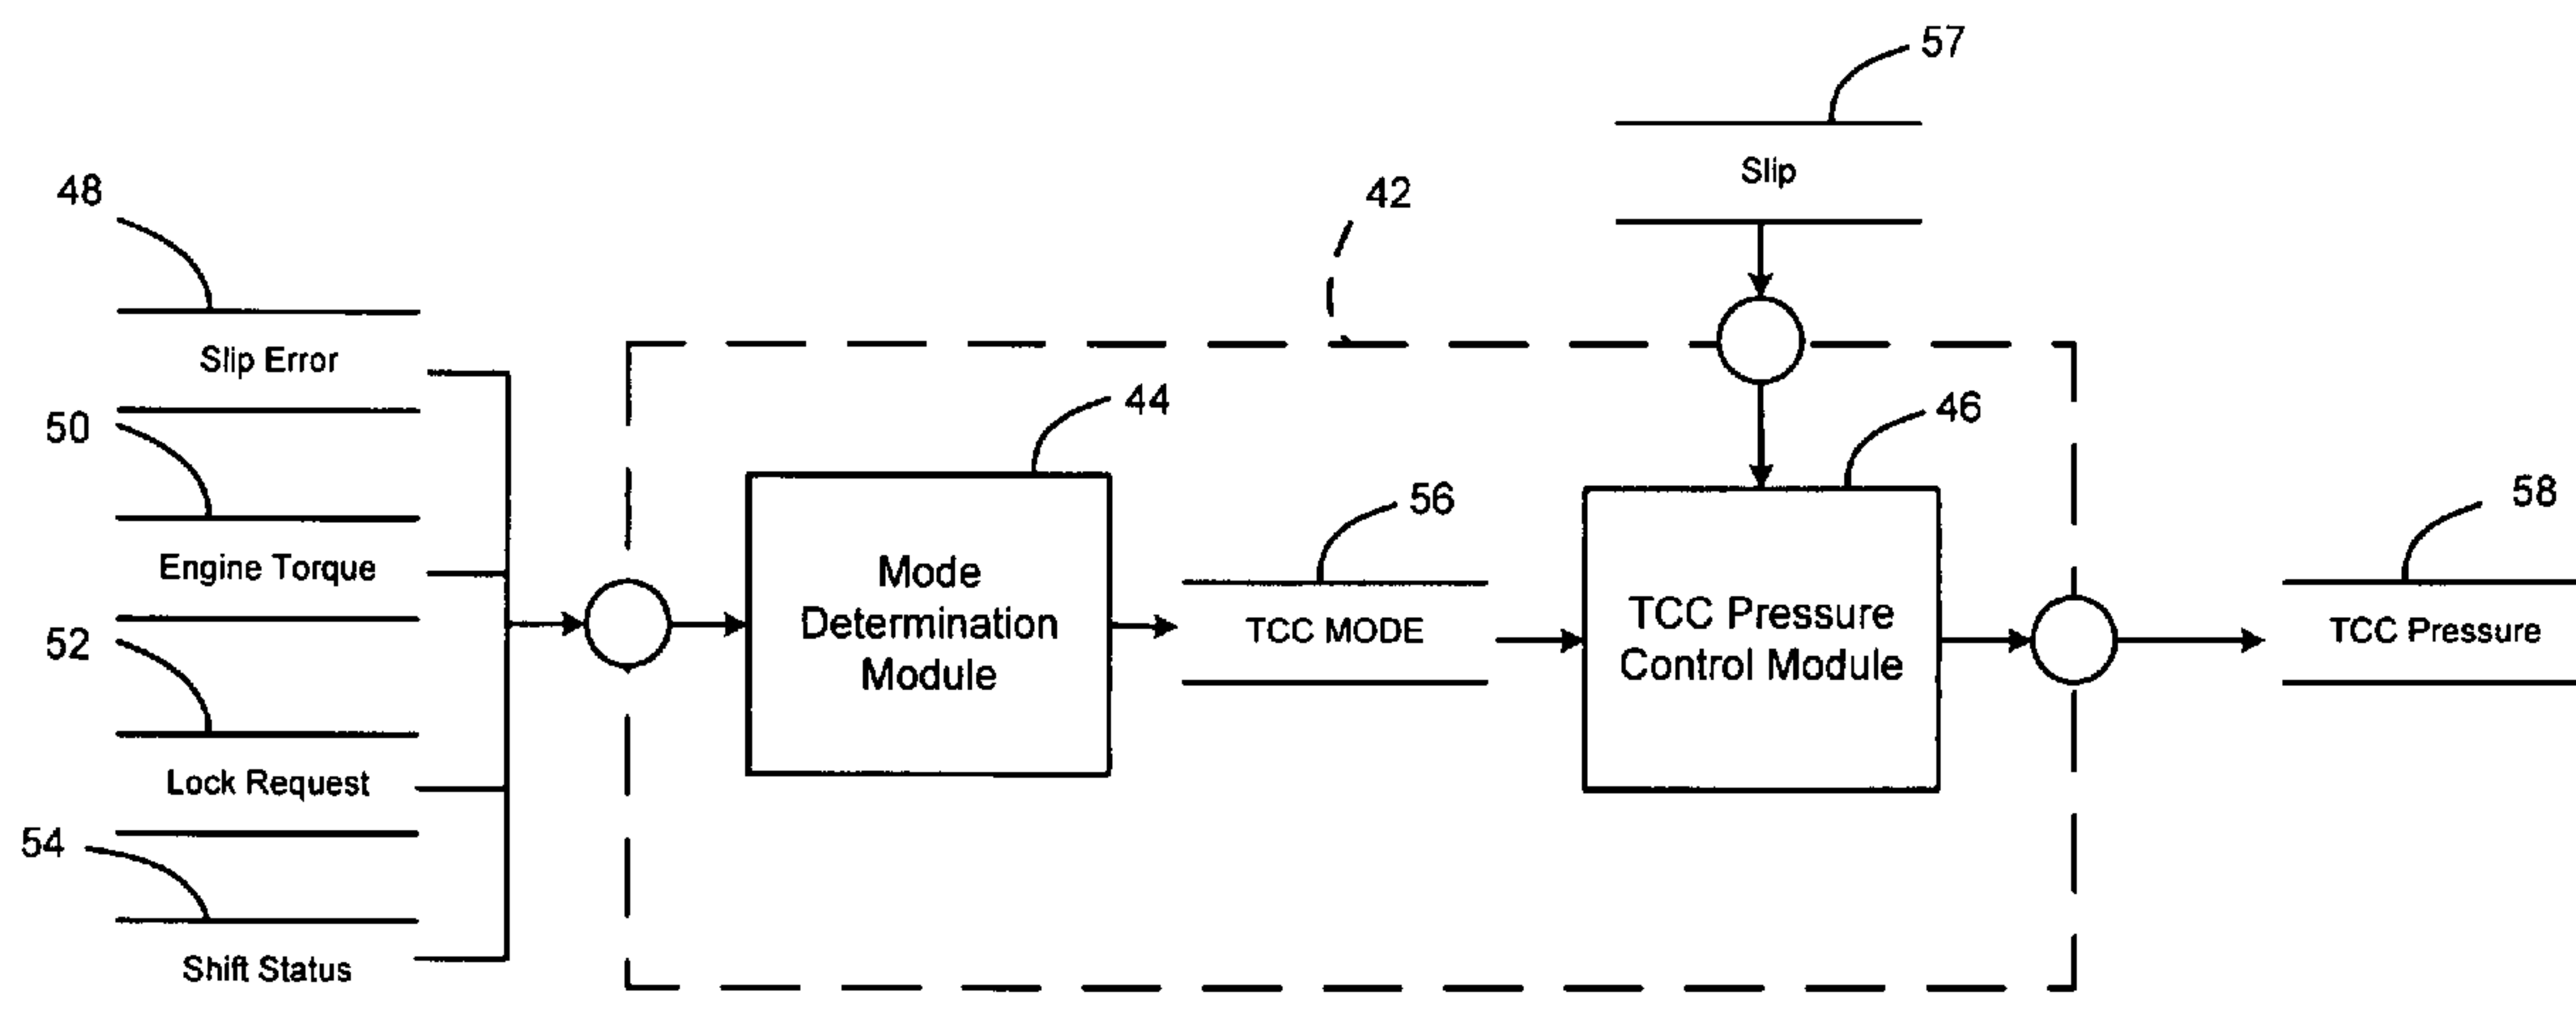 57
Slip
42
48
Slip Error
44
46
50
56
58
Engine Torque
Mode
Determination
Module
TCC MODE
TCC Pressure
Control Module
TCC Pressure
52
Lock Request
54
Shift Status